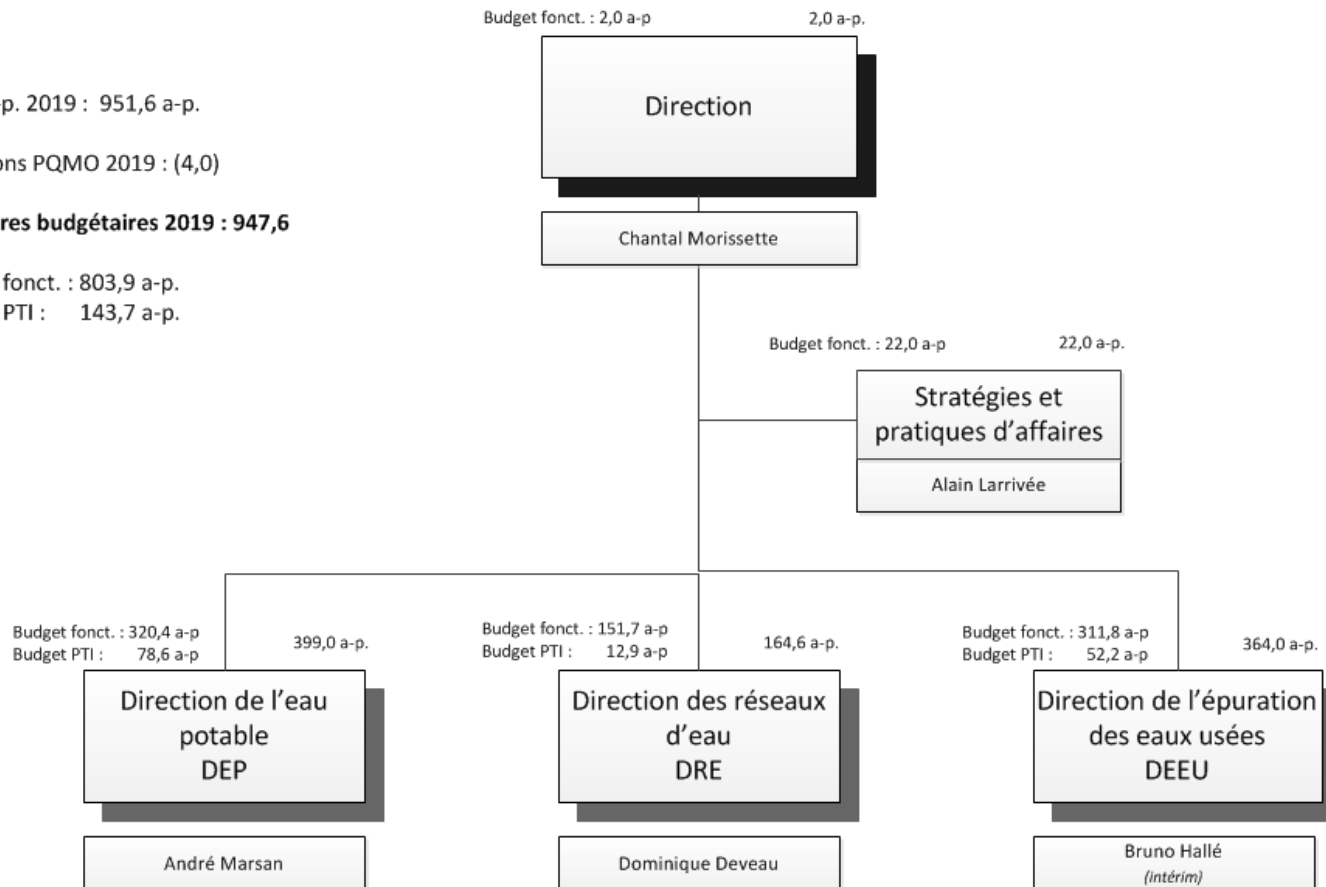 Budget fonct. : 2,0 a-p 2,0 a-p.
Direction
Chantal Morissette
-p. 2019 : 951,6 a-p.
ons PQMO 2019 : (4,0)
res budgétaires 2019 : 947,6
fonct. : 803,9 a-p.
PTI : 143,7 a-p.
Budget fonct. : 22,0 a-p 22,0 a-p.
Stratégies et
pratiques d'affaires
Alain Larrivée
Budget fonct. : 320,4 a-p
Budget PTI : 78,6 a-p
399,0 a-p.
Direction de l'eau
potable
DEP
André Marsan
Budget fonct. : 151,7 a-p
Budget PTI : 12,9 a-p
164,6 a-p.
Direction des réseaux
d'eau
DRE
Dominique Deveau
Budget fonct. : 311,8 a-p
Budget PTI : 52,2 a-p
364,0 a-p.
Direction de l'épuration
des eaux usées
DEEU
Bruno Hallé
(intérim)